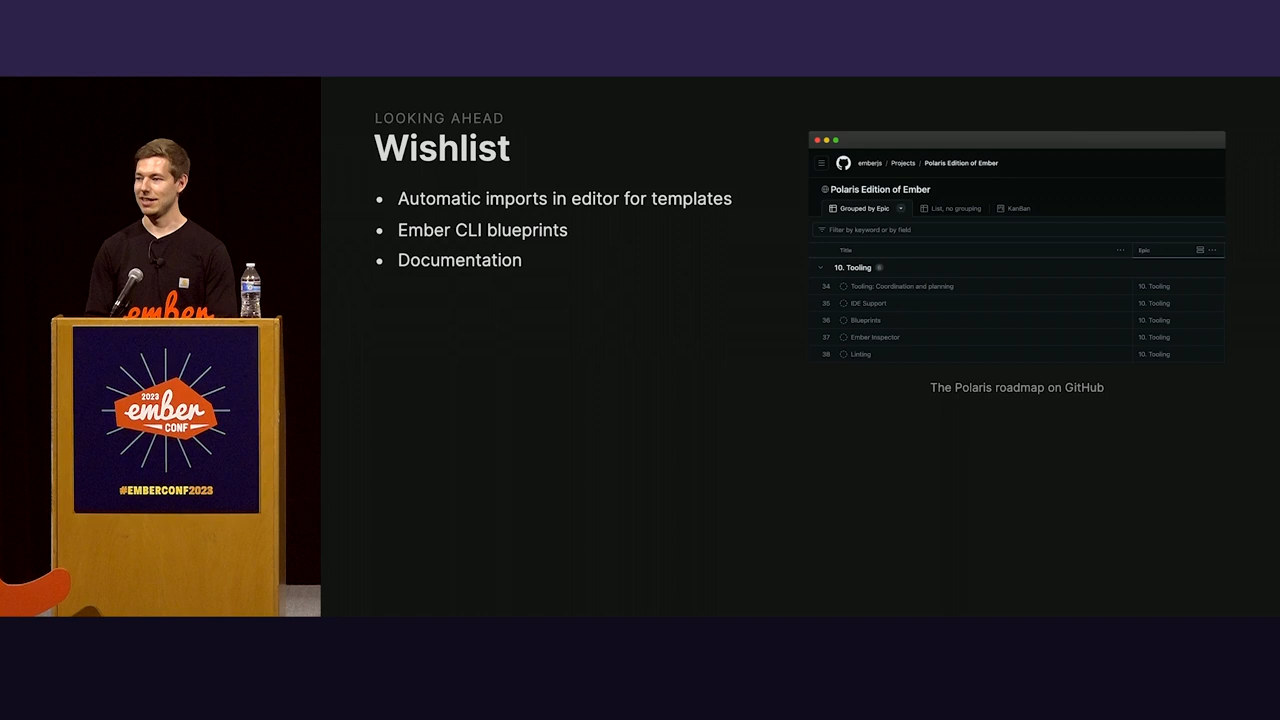 LOOKING AHEAD
Wishlist
• Automatic imports in editor for templates
• Ember CLI blueprints
• Documentation
emberjs / Projects / Polaris Edition of Ember
Polaris Edition of Ember
Grouped by Epic List, no grouping KanBan
Filter by keyword or by field
Title ... Epic ...
10. Tooling 6
34 Tooling: Coordination and planning 10. Tooling
35 IDE Support 10. Tooling
36 Blueprints 10. Tooling
37 Ember Inspector 10. Tooling
38 Linting 10. Tooling
The Polaris roadmap on GitHub
ember
2023
ember
CONF
#EMBERCONF2023